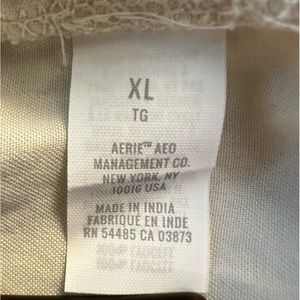 XL
TG
AERIE™ AEO
MANAGEMENT CO.
NEW YORK, NY
10016 USA
MADE IN INDIA
FABRIQUÉ EN INDE
RN 54485 CA 03873